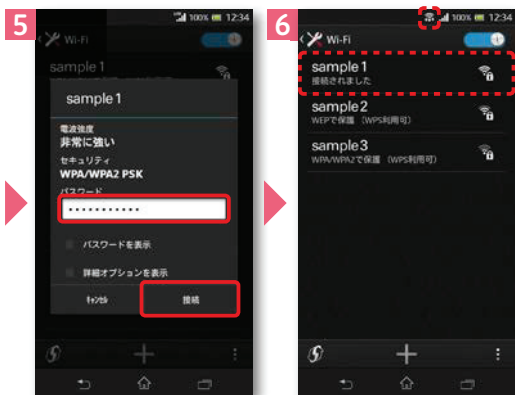 5
100% 12:34
Wi-Fi
sample 1
sample 1
電波強度
非常に強い
セキュリティ
WPA/WPA2 PSK
パスワード
･･･････････
パスワードを表示
詳細オプションを表示
ｷｬﾝｾﾙ 接続
6
100% 12:34
Wi-Fi
sample 1
接続されました
sample2
WEPで保護（WPS利用可）
sample3
WPA/WPA2で保護（WPS利用可）